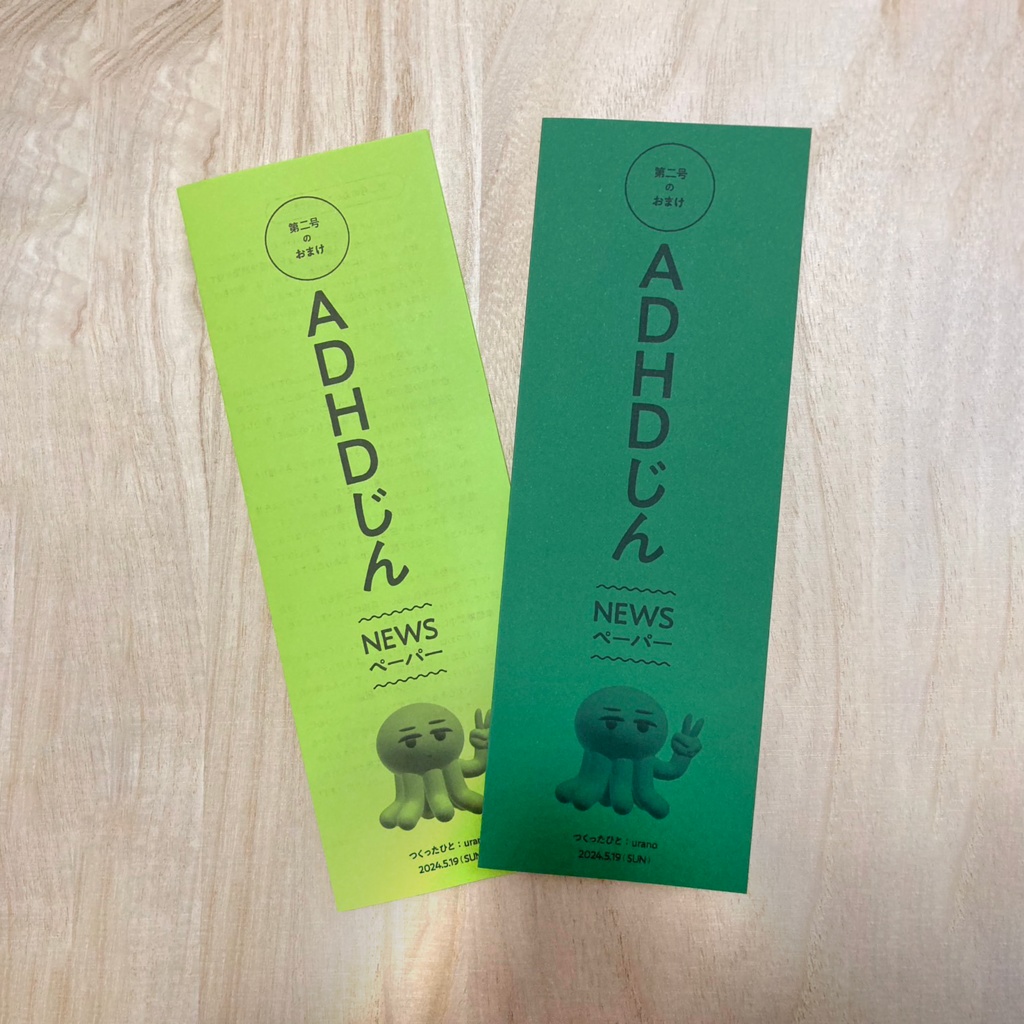 第二号
の
おまけ
ADHDじん
NEWS
ペーパー
つくったひと：uran
2024.5.19(SUN
第二号
の
おまけ
ADHDじん
NEWS
ペーパー
つくったひと：urano
2024.5.19(SUN)